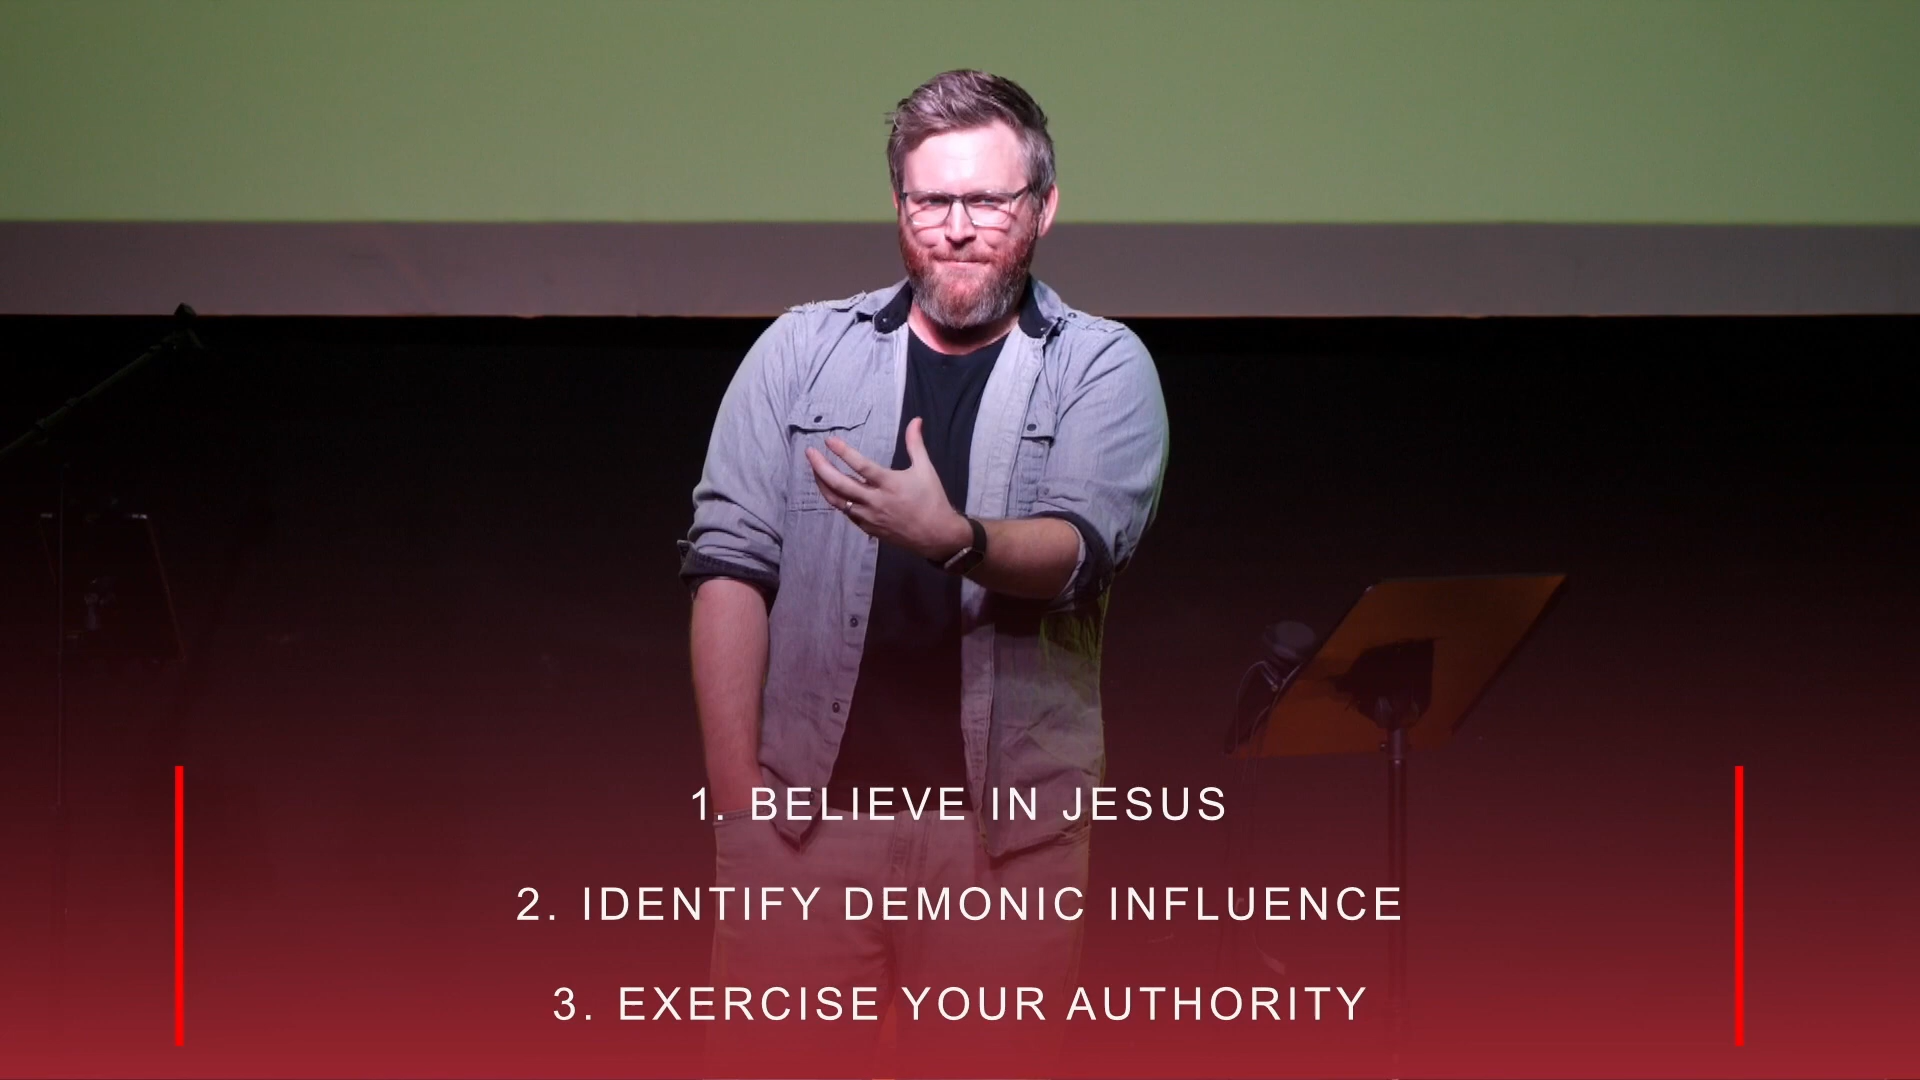 1. BELIEVE IN JESUS
2. IDENTIFY DEMONIC INFLUENCE
3. EXERCISE YOUR AUTHORITY